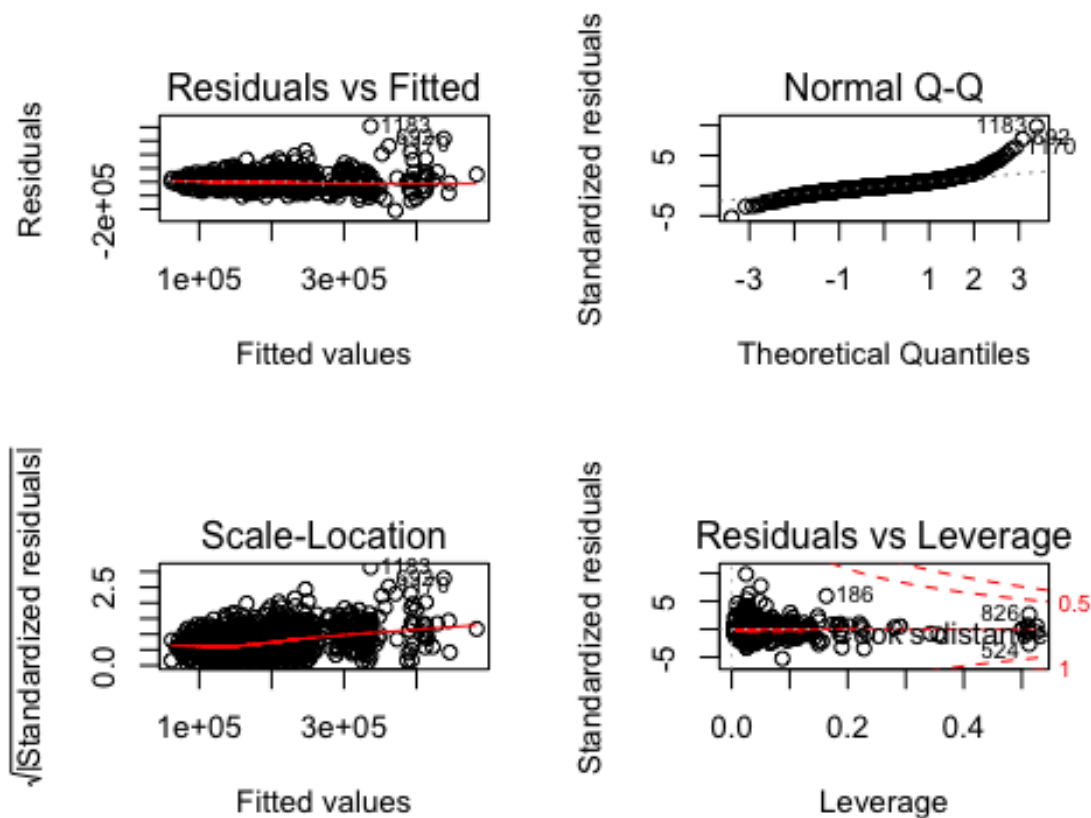 Residuals vs Fitted
Residuals
-2e+05
1183
1e+05 3e+05
Fitted values
Normal Q-Q
Standardized residuals
-5 5
1183
1170
-3 -1 1 2 3
Theoretical Quantiles
Scale-Location
√|Standardized residuals|
0.0 2.5
1183
1e+05 3e+05
Fitted values
Residuals vs Leverage
Standardized residuals
-5 5
186
826
524
Cook's distance
0.5
1
0.0 0.2 0.4
Leverage